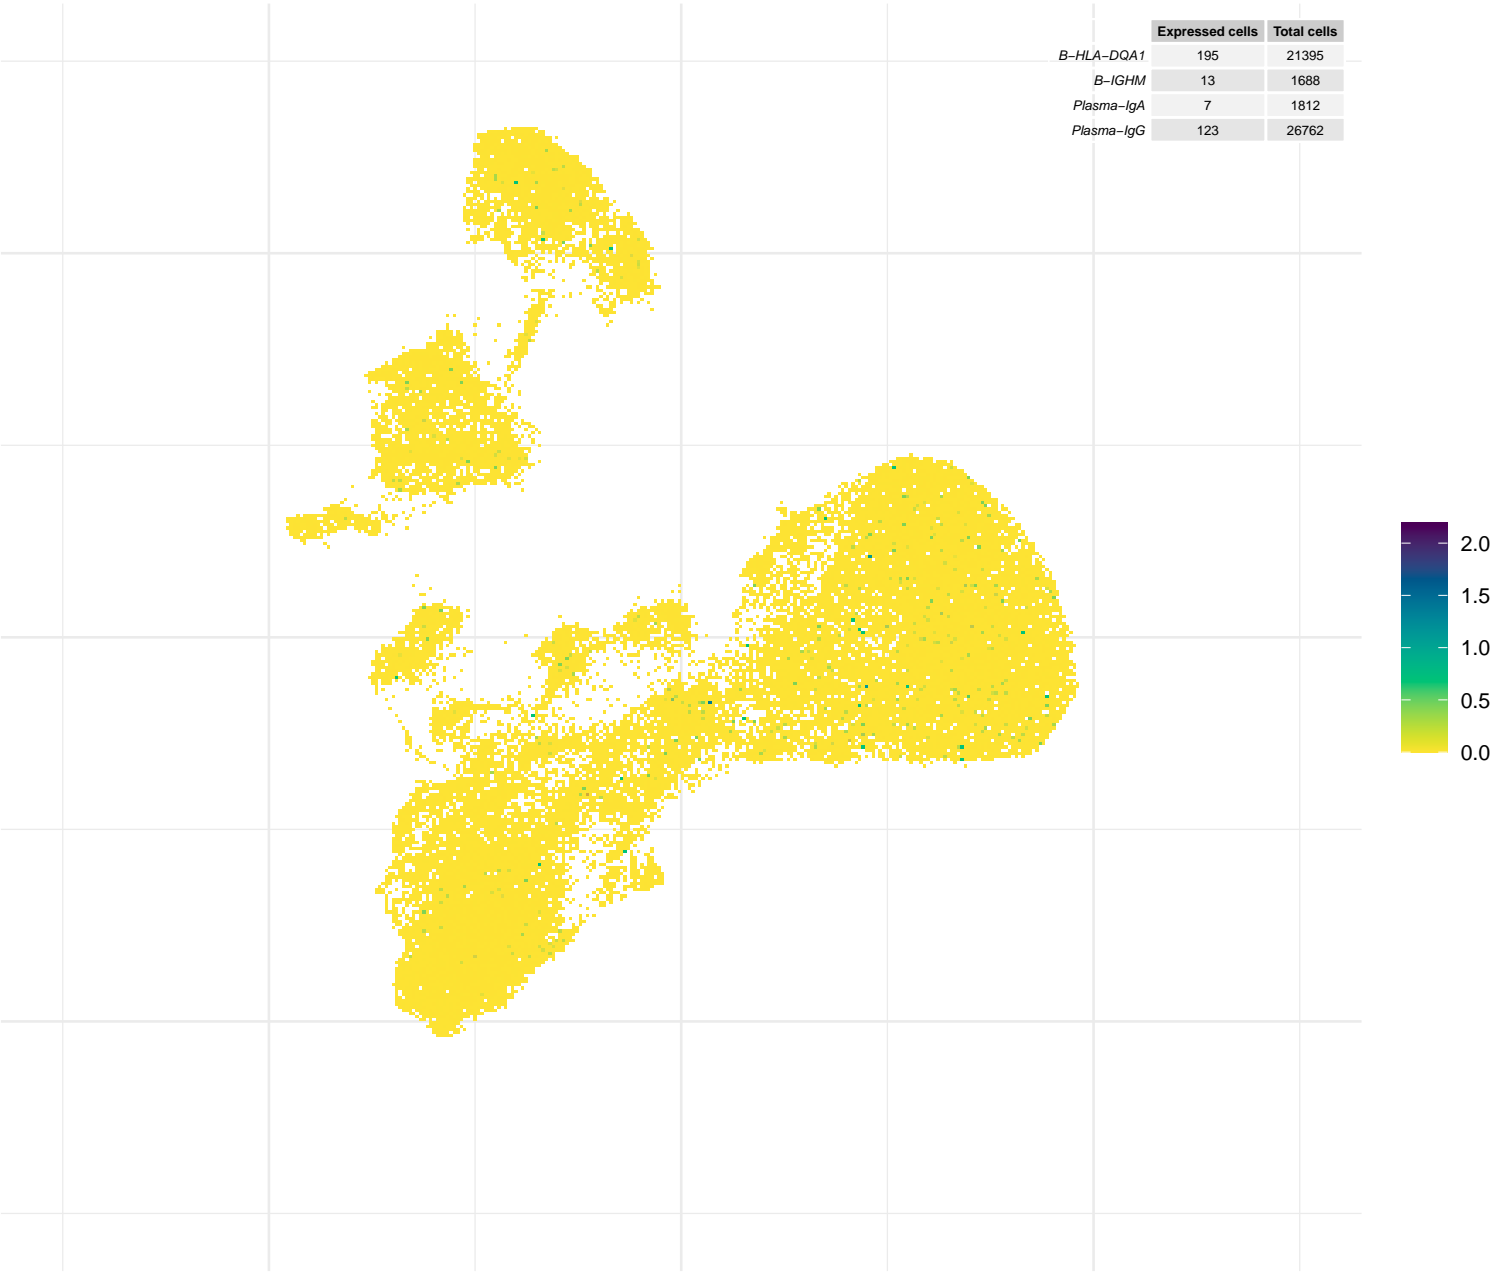 Expressed cells Total cells
B−HLA−DQA1 195 21395
B−IGHM 13 1688
Plasma−IgA 7 1812
Plasma−IgG 123 26762
2.0
1.5
1.0
0.5
0.0